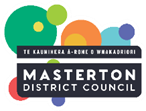 TE KAUNIHERA Ā-ROHE O WHAKAORIORI
MASTERTON
DISTRICT COUNCIL